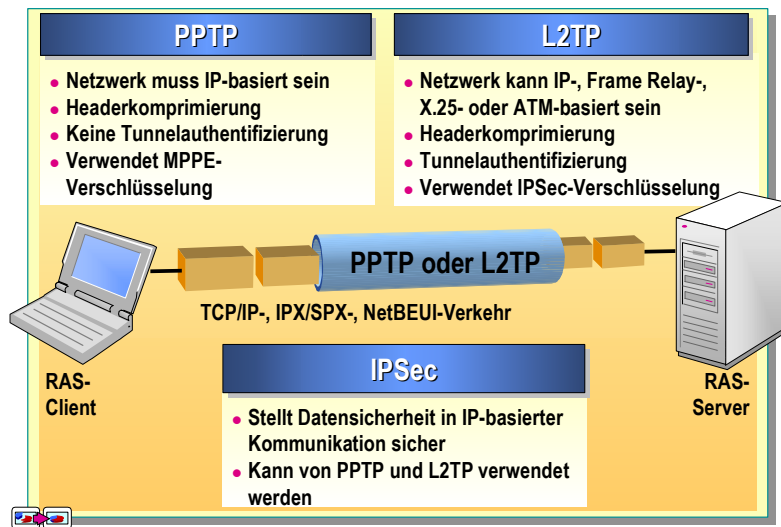 PPTP
Netzwerk muss IP-basiert sein
Headerkomprimierung
Keine Tunnelauthentifizierung
Verwendet MPPE-
Verschlüsselung
L2TP
Netzwerk kann IP-, Frame Relay-,
X.25- oder ATM-basiert sein
Headerkomprimierung
Tunnelauthentifizierung
Verwendet IPSec-Verschlüsselung
PPTP oder L2TP
TCP/IP-, IPX/SPX-, NetBEUI-Verkehr
RAS-
Client
RAS-
Server
IPSec
Stellt Datensicherheit in IP-basierter
Kommunikation sicher
Kann von PPTP und L2TP verwendet
werden